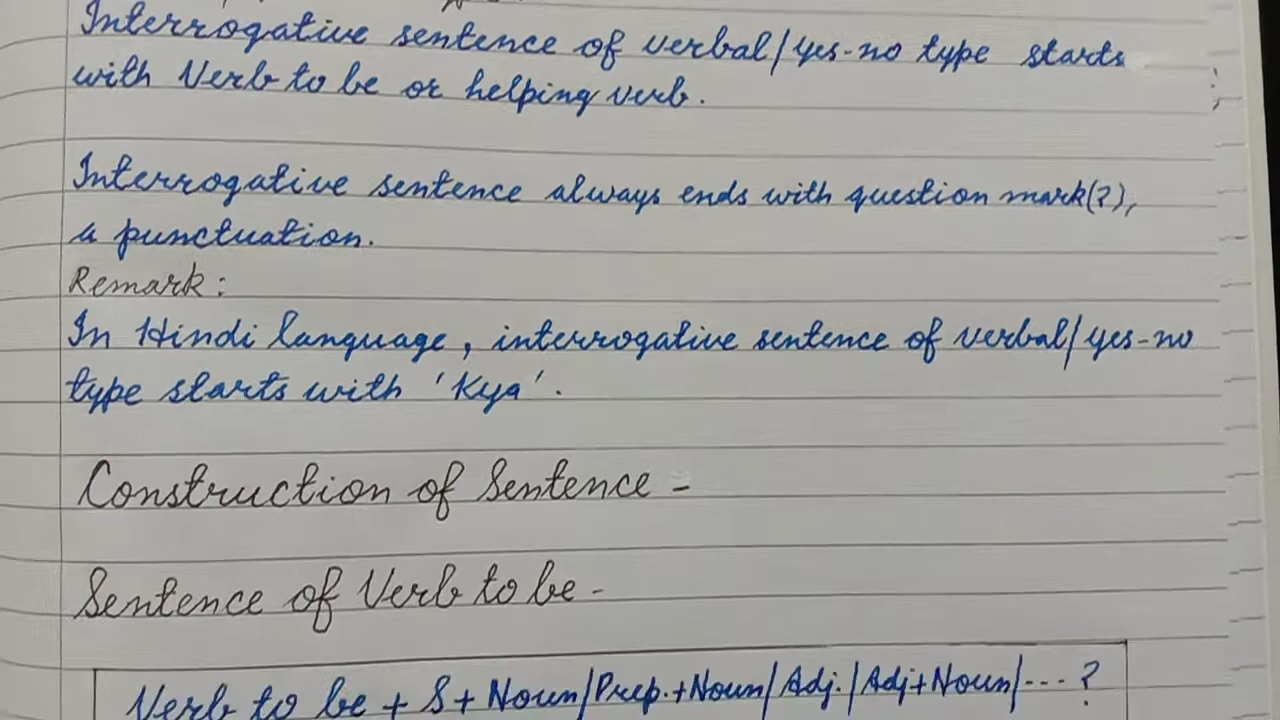 Interrogative sentence of verbal/yes-no type starts
with Verb to be or helping verb.
Interrogative sentence always ends with question mark(?),
a punctuation.
Remark:
In Hindi language, interrogative sentence of verbal/yes-no
type starts with 'Kya'.
Construction of Sentence -
Sentence of Verb to be -
Verb to be + S + Noun/Prep.+Noun/Adj./Adj+Noun/--- ?